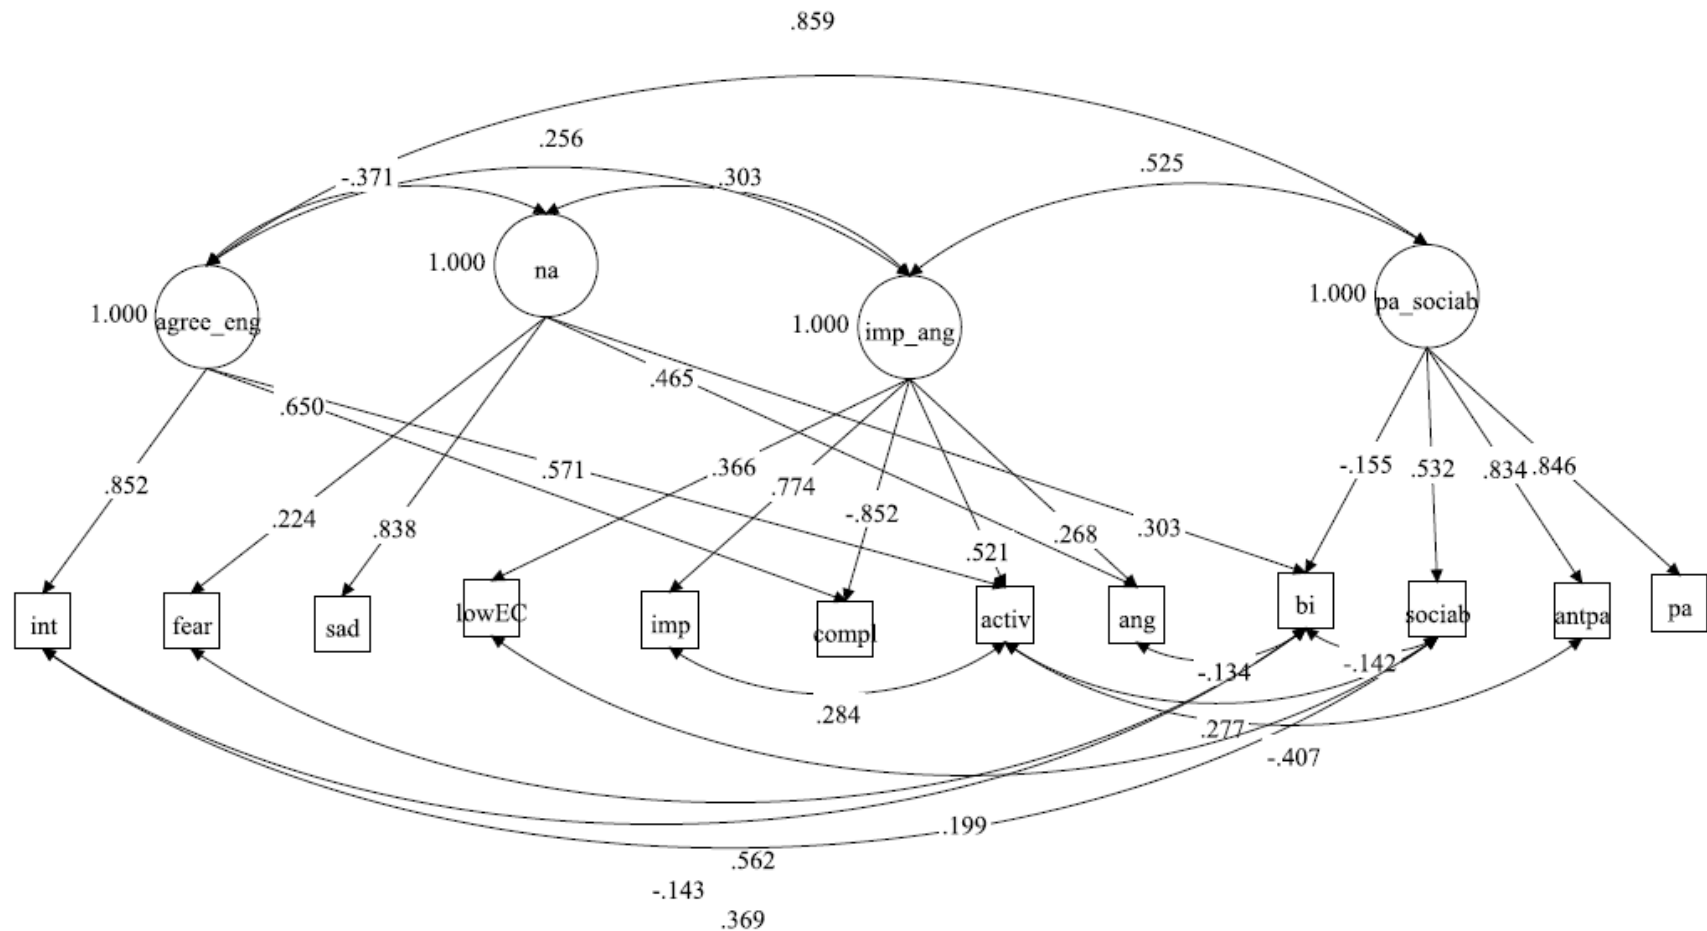 .859
.256
-.371
.303
.525
1.000 na
1.000 agree_eng
1.000 imp_ang
1.000 pa_sociab
.465
.650
.571
.366
-.155 .532 .834 .846
.852
.774
.224
.838
-.852
.521
.268
.303
int
fear
sad
lowEC
imp
compl
activ
ang
bi
sociab
antpa
pa
-.134
-.142
.284
.277
-.407
.199
.562
-.143
.369